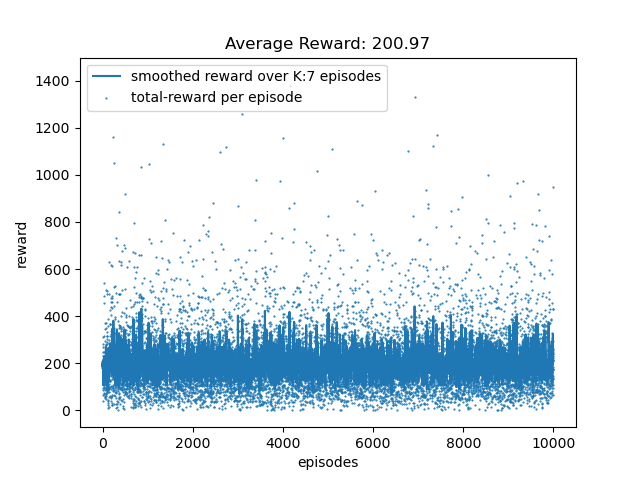 Average Reward: 200.97
smoothed reward over K:7 episodes
total-reward per episode
1400
1200
1000
800
600
400
200
0
reward
0 2000 4000 6000 8000 10000
episodes